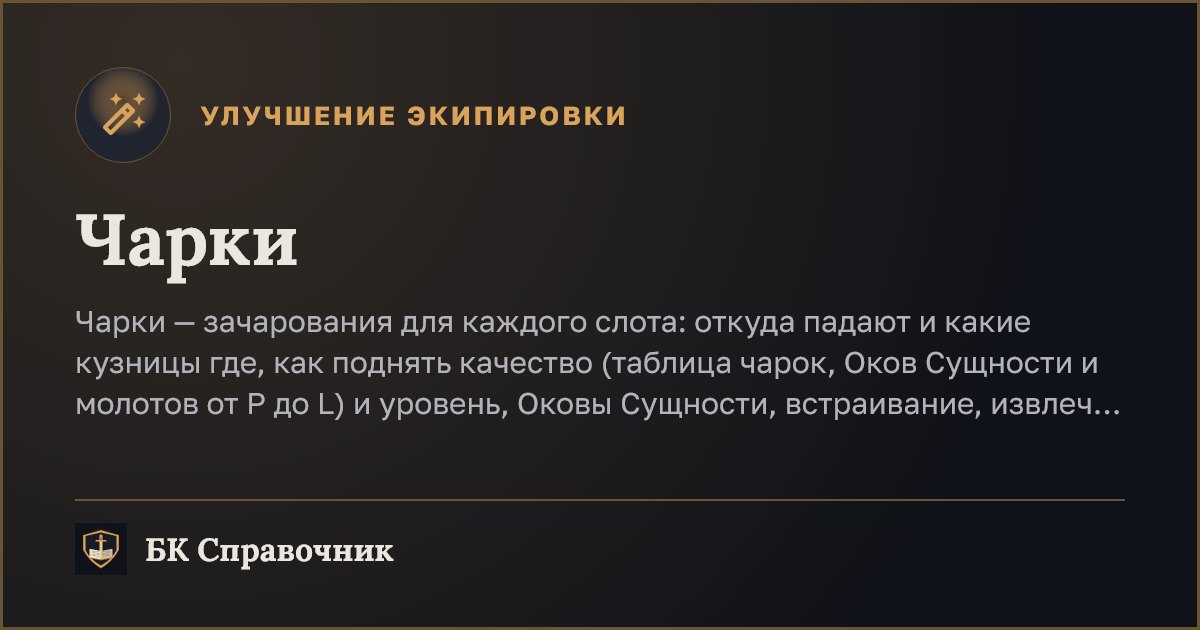 УЛУЧШЕНИЕ ЭКИПИРОВКИ
Чарки
Чарки — зачарования для каждого слота: откуда падают и какие
кузницы где, как поднять качество (таблица чарок, Оков Сущности и
молотов от P до L) и уровень, Оковы Сущности, встраивание, извлеч…
БК Справочник